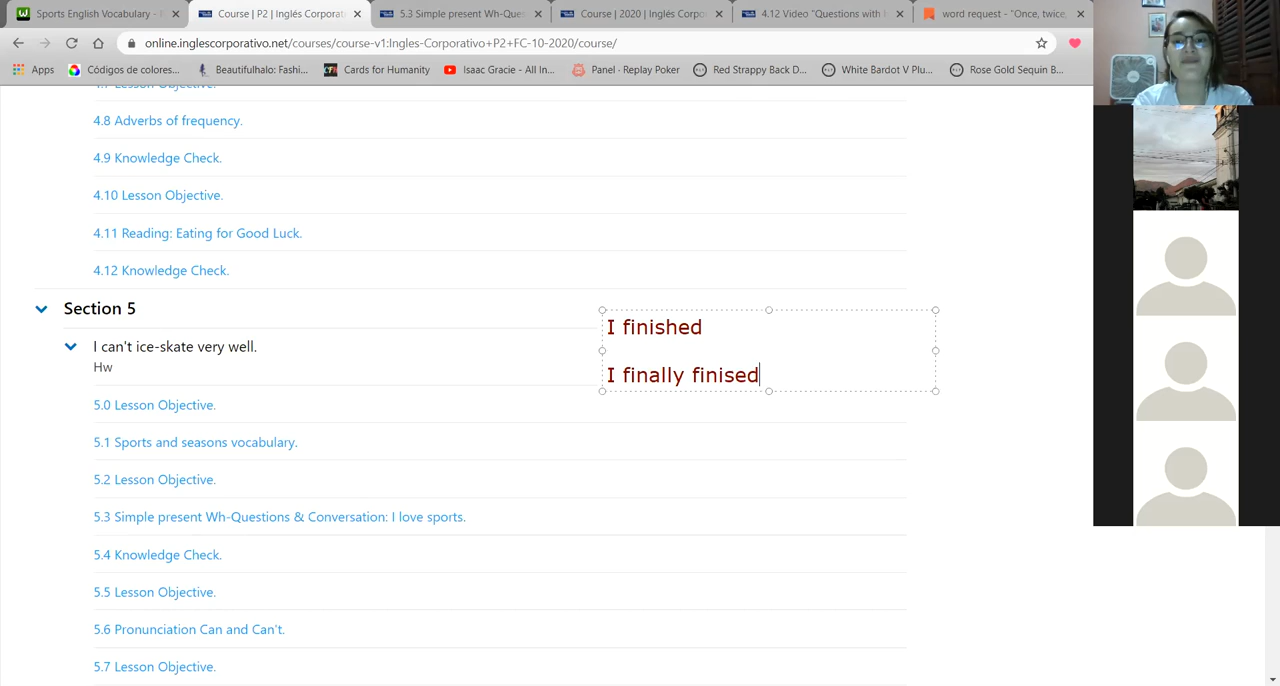 Sports English Vocabulary -
Course | P2 | Inglés Corporativ
5.3 Simple present Wh-Ques
Course | 2020 | Inglés Corpo
4.12 Video "Questions with
word request - "Once, twice,
online.inglescorporativo.net/courses/course-v1:Ingles-Corporativo+P2+FC-10-2020/course/
Apps
Códigos de colores...
Beautifulhalo: Fashi...
Cards for Humanity
Isaac Gracie - All In...
Panel · Replay Poker
Red Strappy Back D...
White Bardot V Plu...
Rose Gold Sequin B...
4.7 Lesson Objective.
4.8 Adverbs of frequency.
4.9 Knowledge Check.
4.10 Lesson Objective.
4.11 Reading: Eating for Good Luck.
4.12 Knowledge Check.
Section 5
I finished
I can't ice-skate very well.
Hw
I finally finised
5.0 Lesson Objective.
5.1 Sports and seasons vocabulary.
5.2 Lesson Objective.
5.3 Simple present Wh-Questions & Conversation: I love sports.
5.4 Knowledge Check.
5.5 Lesson Objective.
5.6 Pronunciation Can and Can't.
5.7 Lesson Objective.